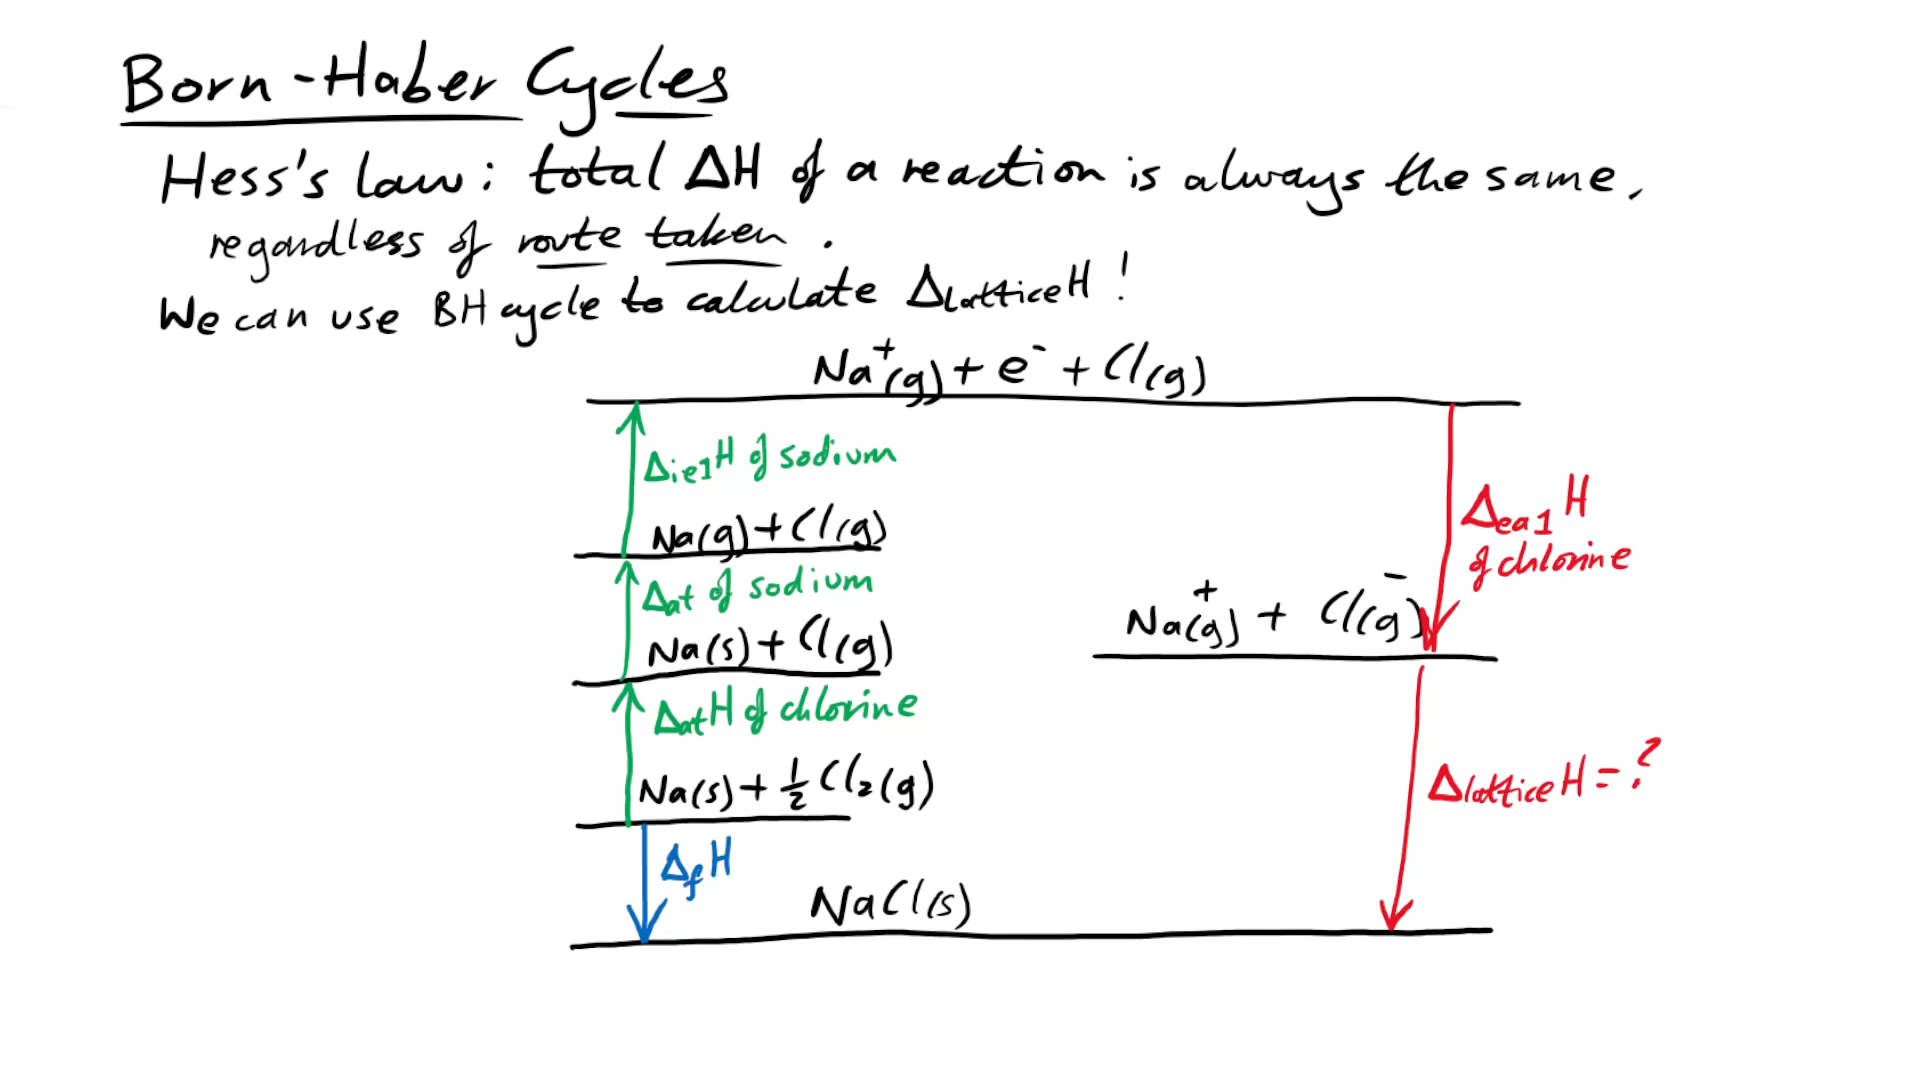 Born-Haber Cycles
Hess's law: total ΔH of a reaction is always the same,
regardless of route taken.
We can use BH cycle to calculate ΔlatticeH!
Na⁺(g) + e⁻ + Cl(g)
Δie1H of sodium
Na(g) + Cl(g)
Δat of sodium
Na(s) + Cl(g)
ΔatH of chlorine
Na(s) + ½Cl₂(g)
ΔfH
NaCl(s)
Δea1H
of chlorine
Na⁺(g) + Cl⁻(g)
ΔlatticeH = ?